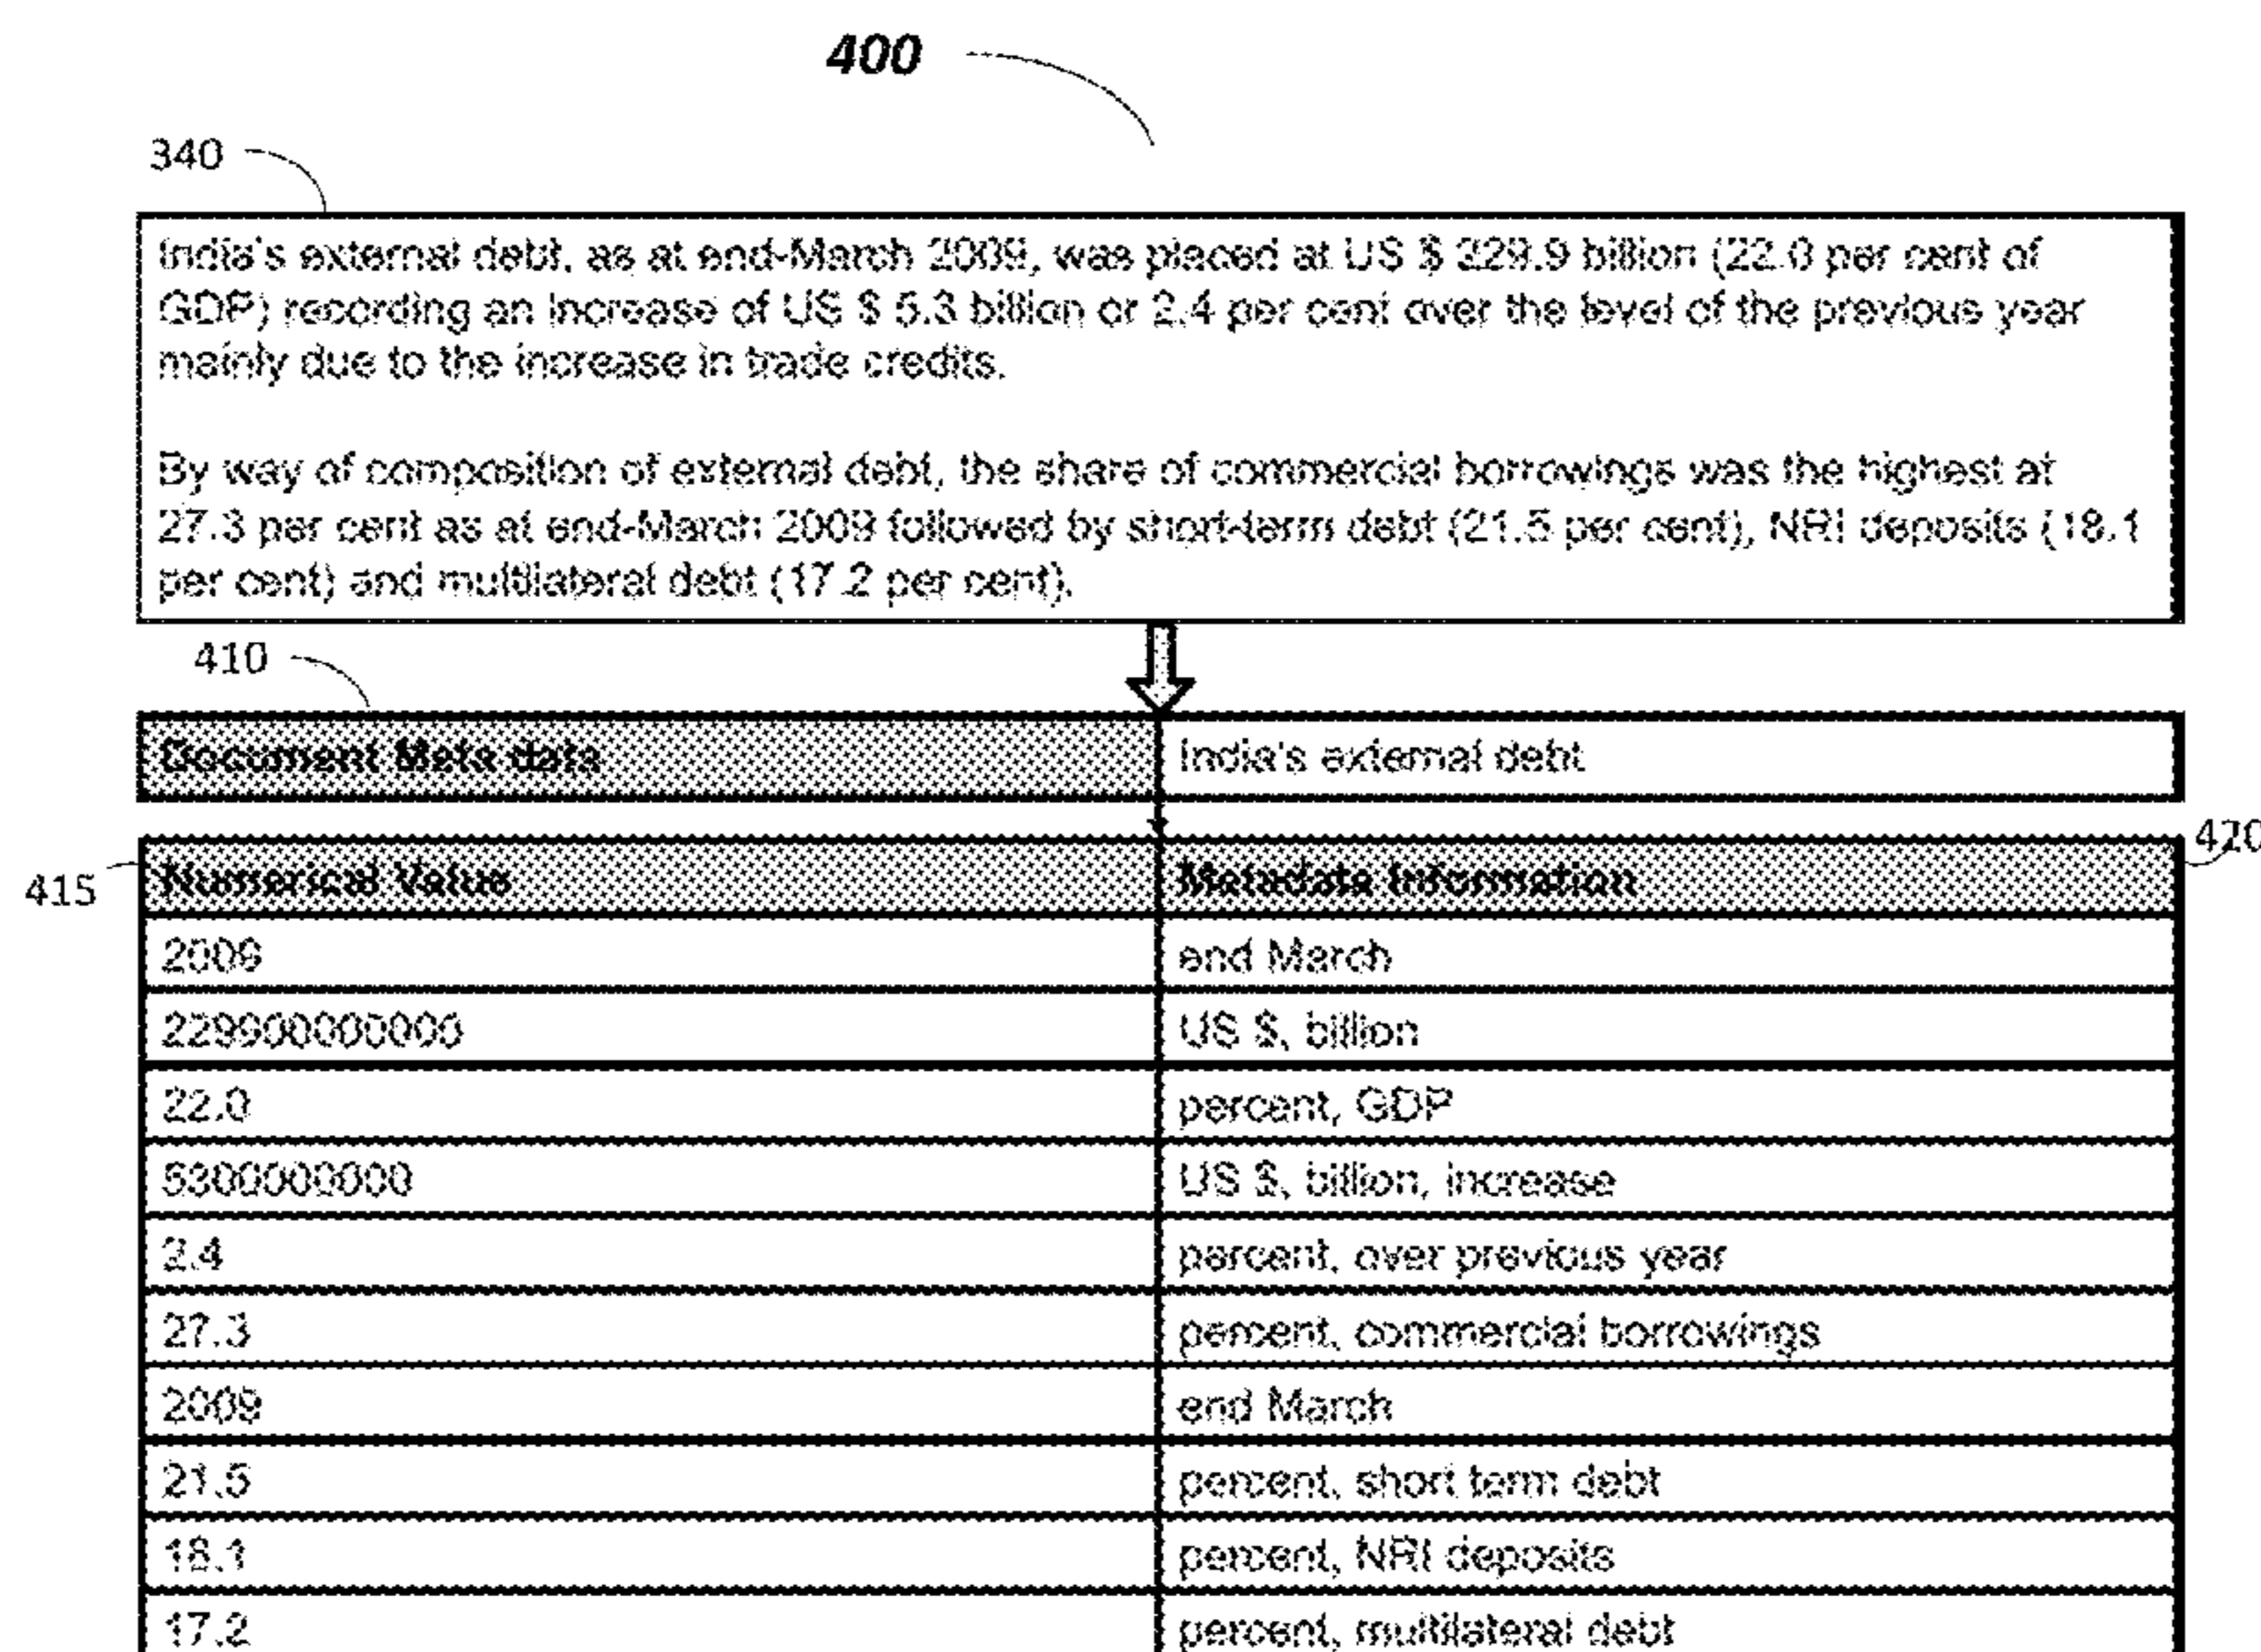 400
340
India's external debt, as at end-March 2009, was placed at US $ 229.9 billion (22.0 per cent of
GDP) recording an increase of US $ 5.3 billion or 2.4 per cent over the level of the previous year
mainly due to the increase in trade credits.
By way of composition of external debt, the share of commercial borrowings was the highest at
27.3 per cent as at end-March 2009 followed by short-term debt (21.5 per cent), NRI deposits (18.1
per cent) and multilateral debt (17.2 per cent).
410
Document Meta data India's external debt
420
415 Numerical Value Metadata Information
2009 end March
229900000000 US $, billion
22.0 percent, GDP
5300000000 US $, billion, increase
2.4 percent, over previous year
27.3 percent, commercial borrowings
2009 end March
21.5 percent, short term debt
18.1 percent, NRI deposits
17.2 percent, multilateral debt